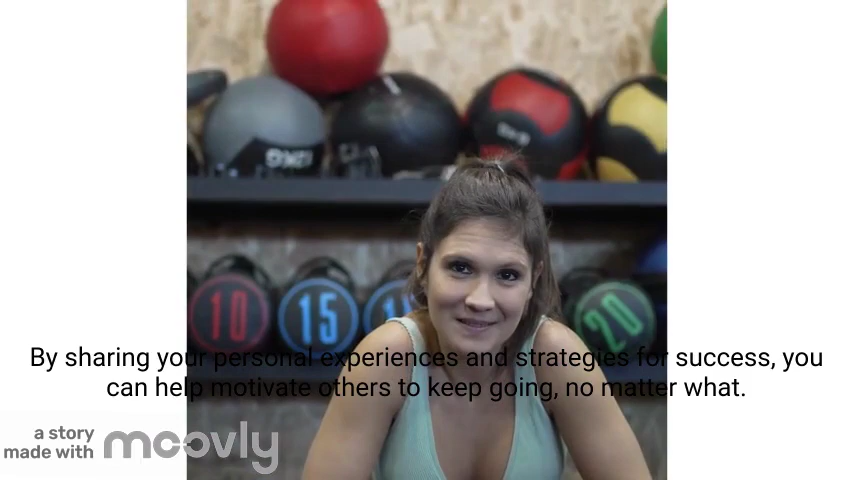 10
15
20
By sharing your personal experiences and strategies for success, you
can help motivate others to keep going, no matter what.
a story
made with moovly